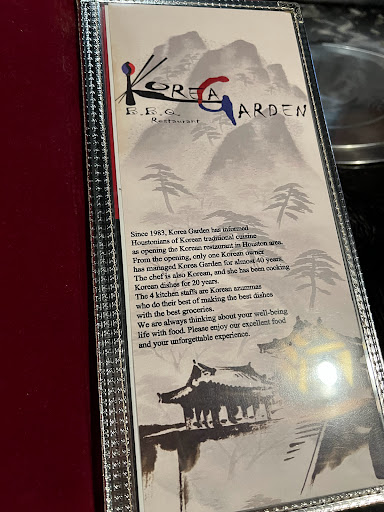 KOREA
GARDEN
B.B.Q.
Restaurant
Since 1983, Korea Garden has informed
Houstonians of Korean traditional cuisine
as opening the Korean restaurant in Houston area.
From the opening, only one Korean owner
has managed Korea Garden for almost 40 years.
The chef is also Korean, and she has been cooking
Korean dishes for 20 years.
The 4 kitchen staffs are Korean azummas
who do their best of making the best dishes
with the best groceries.
We are always thinking about your well-being
life with food. Please enjoy our excellent food
and your unforgettable experience.